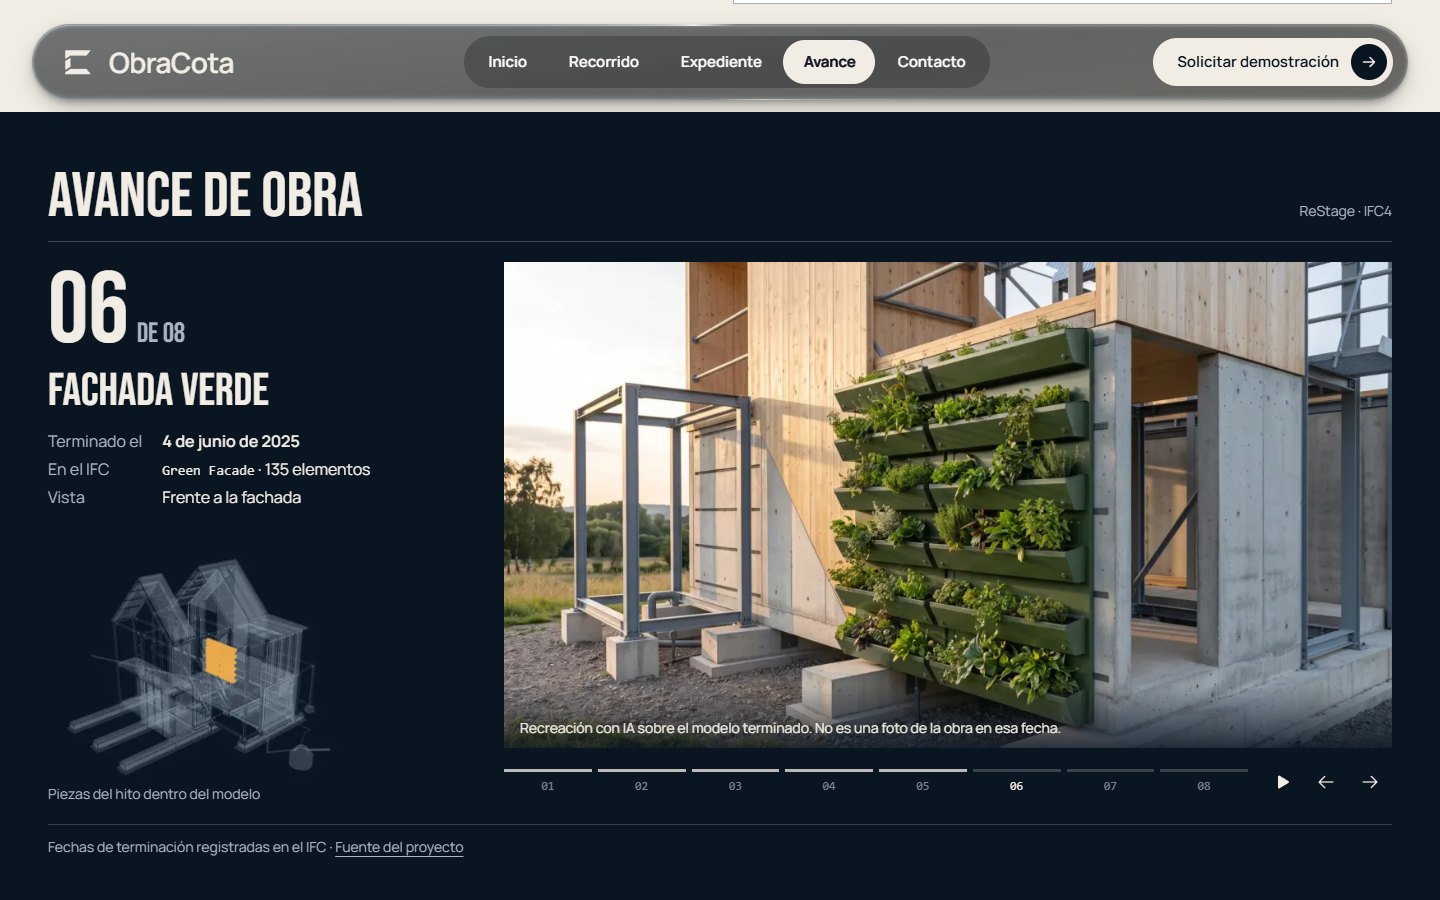 ObraCota
Inicio
Recorrido
Expediente
Avance
Contacto
Solicitar demostración
AVANCE DE OBRA
ReStage · IFC4
06 DE 08
FACHADA VERDE
Terminado el 4 de junio de 2025
En el IFC Green Facade · 135 elementos
Vista Frente a la fachada
Piezas del hito dentro del modelo
Recreación con IA sobre el modelo terminado. No es una foto de la obra en esa fecha.
01
02
03
04
05
06
07
08
Fechas de terminación registradas en el IFC · Fuente del proyecto